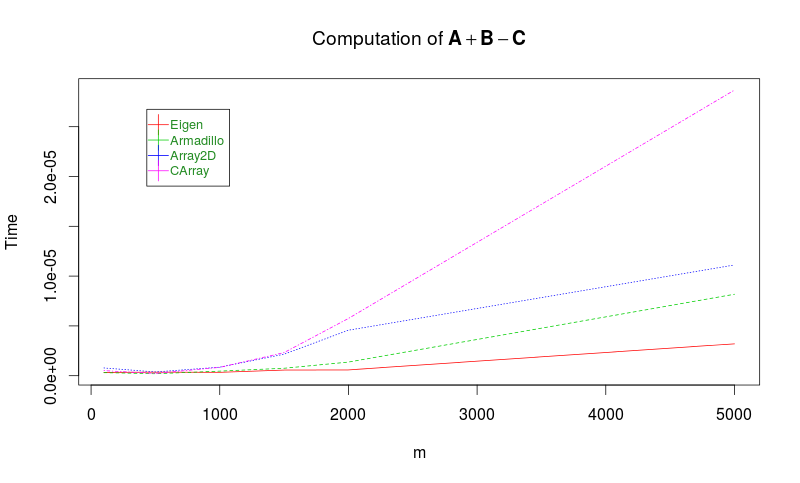 Computation of A + B − C
Eigen
Armadillo
Array2D
CArray
Time
2.0e-05
1.0e-05
0.0e+00
0 1000 2000 3000 4000 5000
m